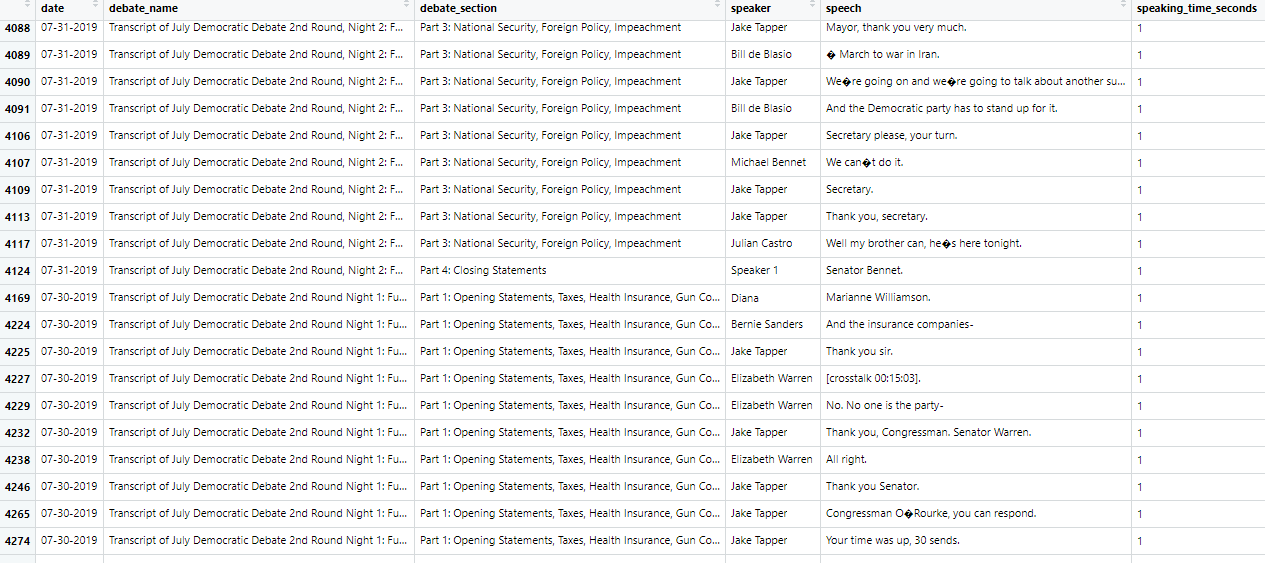 date debate_name debate_section speaker speech speaking_time_seconds
4088 07-31-2019 Transcript of July Democratic Debate 2nd Round, Night 2: F... Part 3: National Security, Foreign Policy, Impeachment Jake Tapper Mayor, thank you very much. 1
4089 07-31-2019 Transcript of July Democratic Debate 2nd Round, Night 2: F... Part 3: National Security, Foreign Policy, Impeachment Bill de Blasio � March to war in Iran. 1
4090 07-31-2019 Transcript of July Democratic Debate 2nd Round, Night 2: F... Part 3: National Security, Foreign Policy, Impeachment Jake Tapper We�re going on and we�re going to talk about another su... 1
4091 07-31-2019 Transcript of July Democratic Debate 2nd Round, Night 2: F... Part 3: National Security, Foreign Policy, Impeachment Bill de Blasio And the Democratic party has to stand up for it. 1
4106 07-31-2019 Transcript of July Democratic Debate 2nd Round, Night 2: F... Part 3: National Security, Foreign Policy, Impeachment Jake Tapper Secretary please, your turn. 1
4107 07-31-2019 Transcript of July Democratic Debate 2nd Round, Night 2: F... Part 3: National Security, Foreign Policy, Impeachment Michael Bennet We can�t do it. 1
4109 07-31-2019 Transcript of July Democratic Debate 2nd Round, Night 2: F... Part 3: National Security, Foreign Policy, Impeachment Jake Tapper Secretary. 1
4113 07-31-2019 Transcript of July Democratic Debate 2nd Round, Night 2: F... Part 3: National Security, Foreign Policy, Impeachment Jake Tapper Thank you, secretary. 1
4117 07-31-2019 Transcript of July Democratic Debate 2nd Round, Night 2: F... Part 3: National Security, Foreign Policy, Impeachment Julian Castro Well my brother can, he�s here tonight. 1
4124 07-31-2019 Transcript of July Democratic Debate 2nd Round, Night 2: F... Part 4: Closing Statements Speaker 1 Senator Bennet. 1
4169 07-30-2019 Transcript of July Democratic Debate 2nd Round Night 1: Fu... Part 1: Opening Statements, Taxes, Health Insurance, Gun Co... Diana Marianne Williamson. 1
4224 07-30-2019 Transcript of July Democratic Debate 2nd Round Night 1: Fu... Part 1: Opening Statements, Taxes, Health Insurance, Gun Co... Bernie Sanders And the insurance companies- 1
4225 07-30-2019 Transcript of July Democratic Debate 2nd Round Night 1: Fu... Part 1: Opening Statements, Taxes, Health Insurance, Gun Co... Jake Tapper Thank you sir. 1
4227 07-30-2019 Transcript of July Democratic Debate 2nd Round Night 1: Fu... Part 1: Opening Statements, Taxes, Health Insurance, Gun Co... Elizabeth Warren [crosstalk 00:15:03]. 1
4229 07-30-2019 Transcript of July Democratic Debate 2nd Round Night 1: Fu... Part 1: Opening Statements, Taxes, Health Insurance, Gun Co... Elizabeth Warren No. No one is the party- 1
4232 07-30-2019 Transcript of July Democratic Debate 2nd Round Night 1: Fu... Part 1: Opening Statements, Taxes, Health Insurance, Gun Co... Jake Tapper Thank you, Congressman. Senator Warren. 1
4238 07-30-2019 Transcript of July Democratic Debate 2nd Round Night 1: Fu... Part 1: Opening Statements, Taxes, Health Insurance, Gun Co... Elizabeth Warren All right. 1
4246 07-30-2019 Transcript of July Democratic Debate 2nd Round Night 1: Fu... Part 1: Opening Statements, Taxes, Health Insurance, Gun Co... Jake Tapper Thank you Senator. 1
4265 07-30-2019 Transcript of July Democratic Debate 2nd Round Night 1: Fu... Part 1: Opening Statements, Taxes, Health Insurance, Gun Co... Jake Tapper Congressman O�Rourke, you can respond. 1
4274 07-30-2019 Transcript of July Democratic Debate 2nd Round Night 1: Fu... Part 1: Opening Statements, Taxes, Health Insurance, Gun Co... Jake Tapper Your time was up, 30 sends. 1